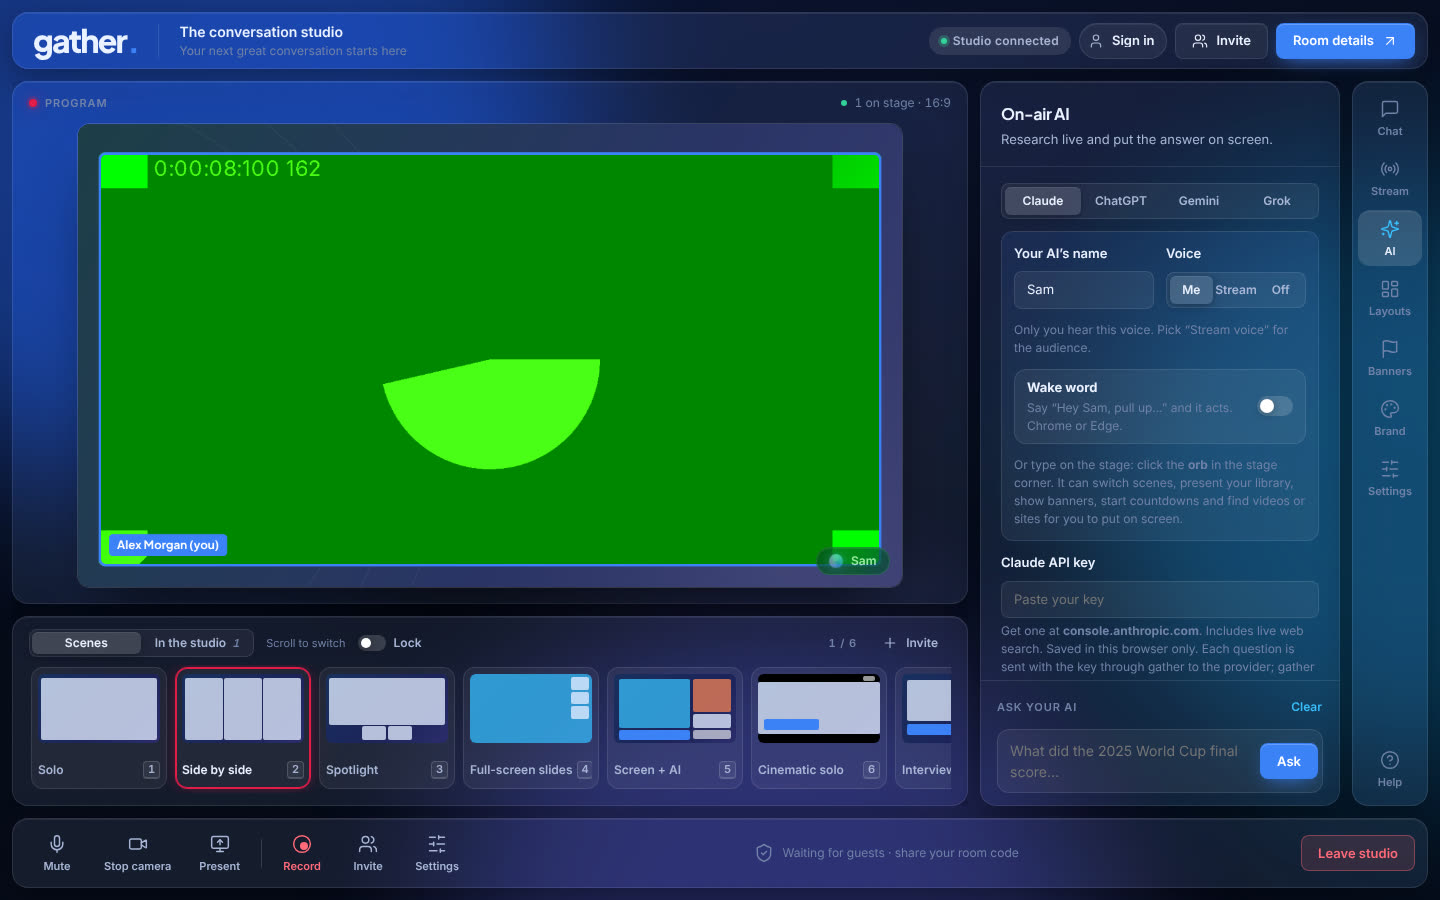 gather.
The conversation studio
Your next great conversation starts here
Studio connected
Sign in
Invite
Room details
PROGRAM
1 on stage · 16:9
0:00:08:100 162
Alex Morgan (you)
Sam
Scenes
In the studio 1
Scroll to switch
Lock
1 / 6
Invite
Solo 1
Side by side 2
Spotlight 3
Full-screen slides 4
Screen + AI 5
Cinematic solo 6
Interview
On-air AI
Research live and put the answer on screen.
Claude
ChatGPT
Gemini
Grok
Your AI's name
Voice
Sam
Me
Stream
Off
Only you hear this voice. Pick “Stream voice” for
the audience.
Wake word
Say “Hey Sam, pull up…” and it acts.
Chrome or Edge.
Or type on the stage: click the orb in the stage
corner. It can switch scenes, present your library,
show banners, start countdowns and find videos or
sites for you to put on screen.
Claude API key
Paste your key
Get one at console.anthropic.com. Includes live web
search. Saved in this browser only. Each question is
sent with the key through gather to the provider; gather
ASK YOUR AI
Clear
What did the 2025 World Cup final
score…
Ask
Chat
Stream
AI
Layouts
Banners
Brand
Settings
Help
Mute
Stop camera
Present
Record
Invite
Settings
Waiting for guests · share your room code
Leave studio